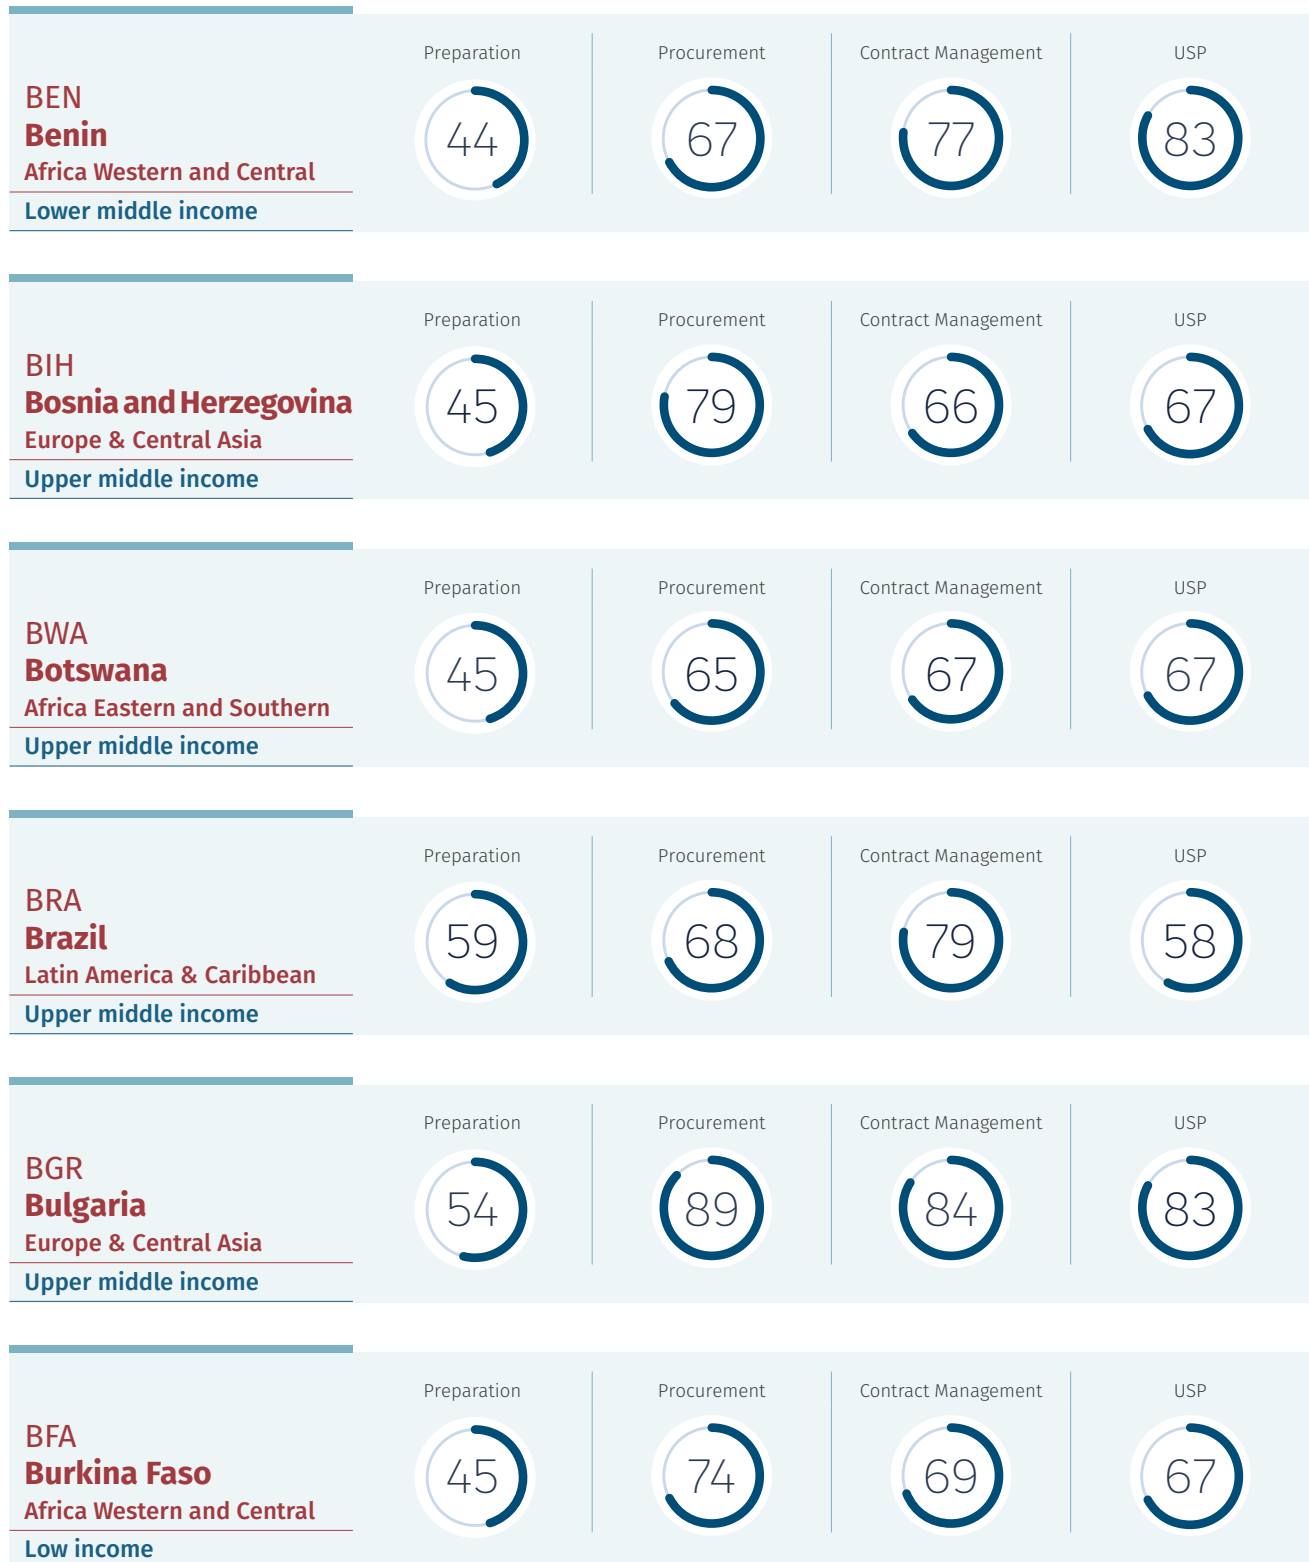 BEN
Benin
Africa Western and Central
Lower middle income
Preparation
44
Procurement
67
Contract Management
77
USP
83
BIH
Bosnia and Herzegovina
Europe & Central Asia
Upper middle income
Preparation
45
Procurement
79
Contract Management
66
USP
67
BWA
Botswana
Africa Eastern and Southern
Upper middle income
Preparation
45
Procurement
65
Contract Management
67
USP
67
BRA
Brazil
Latin America & Caribbean
Upper middle income
Preparation
59
Procurement
68
Contract Management
79
USP
58
BGR
Bulgaria
Europe & Central Asia
Upper middle income
Preparation
54
Procurement
89
Contract Management
84
USP
83
BFA
Burkina Faso
Africa Western and Central
Low income
Preparation
45
Procurement
74
Contract Management
69
USP
67